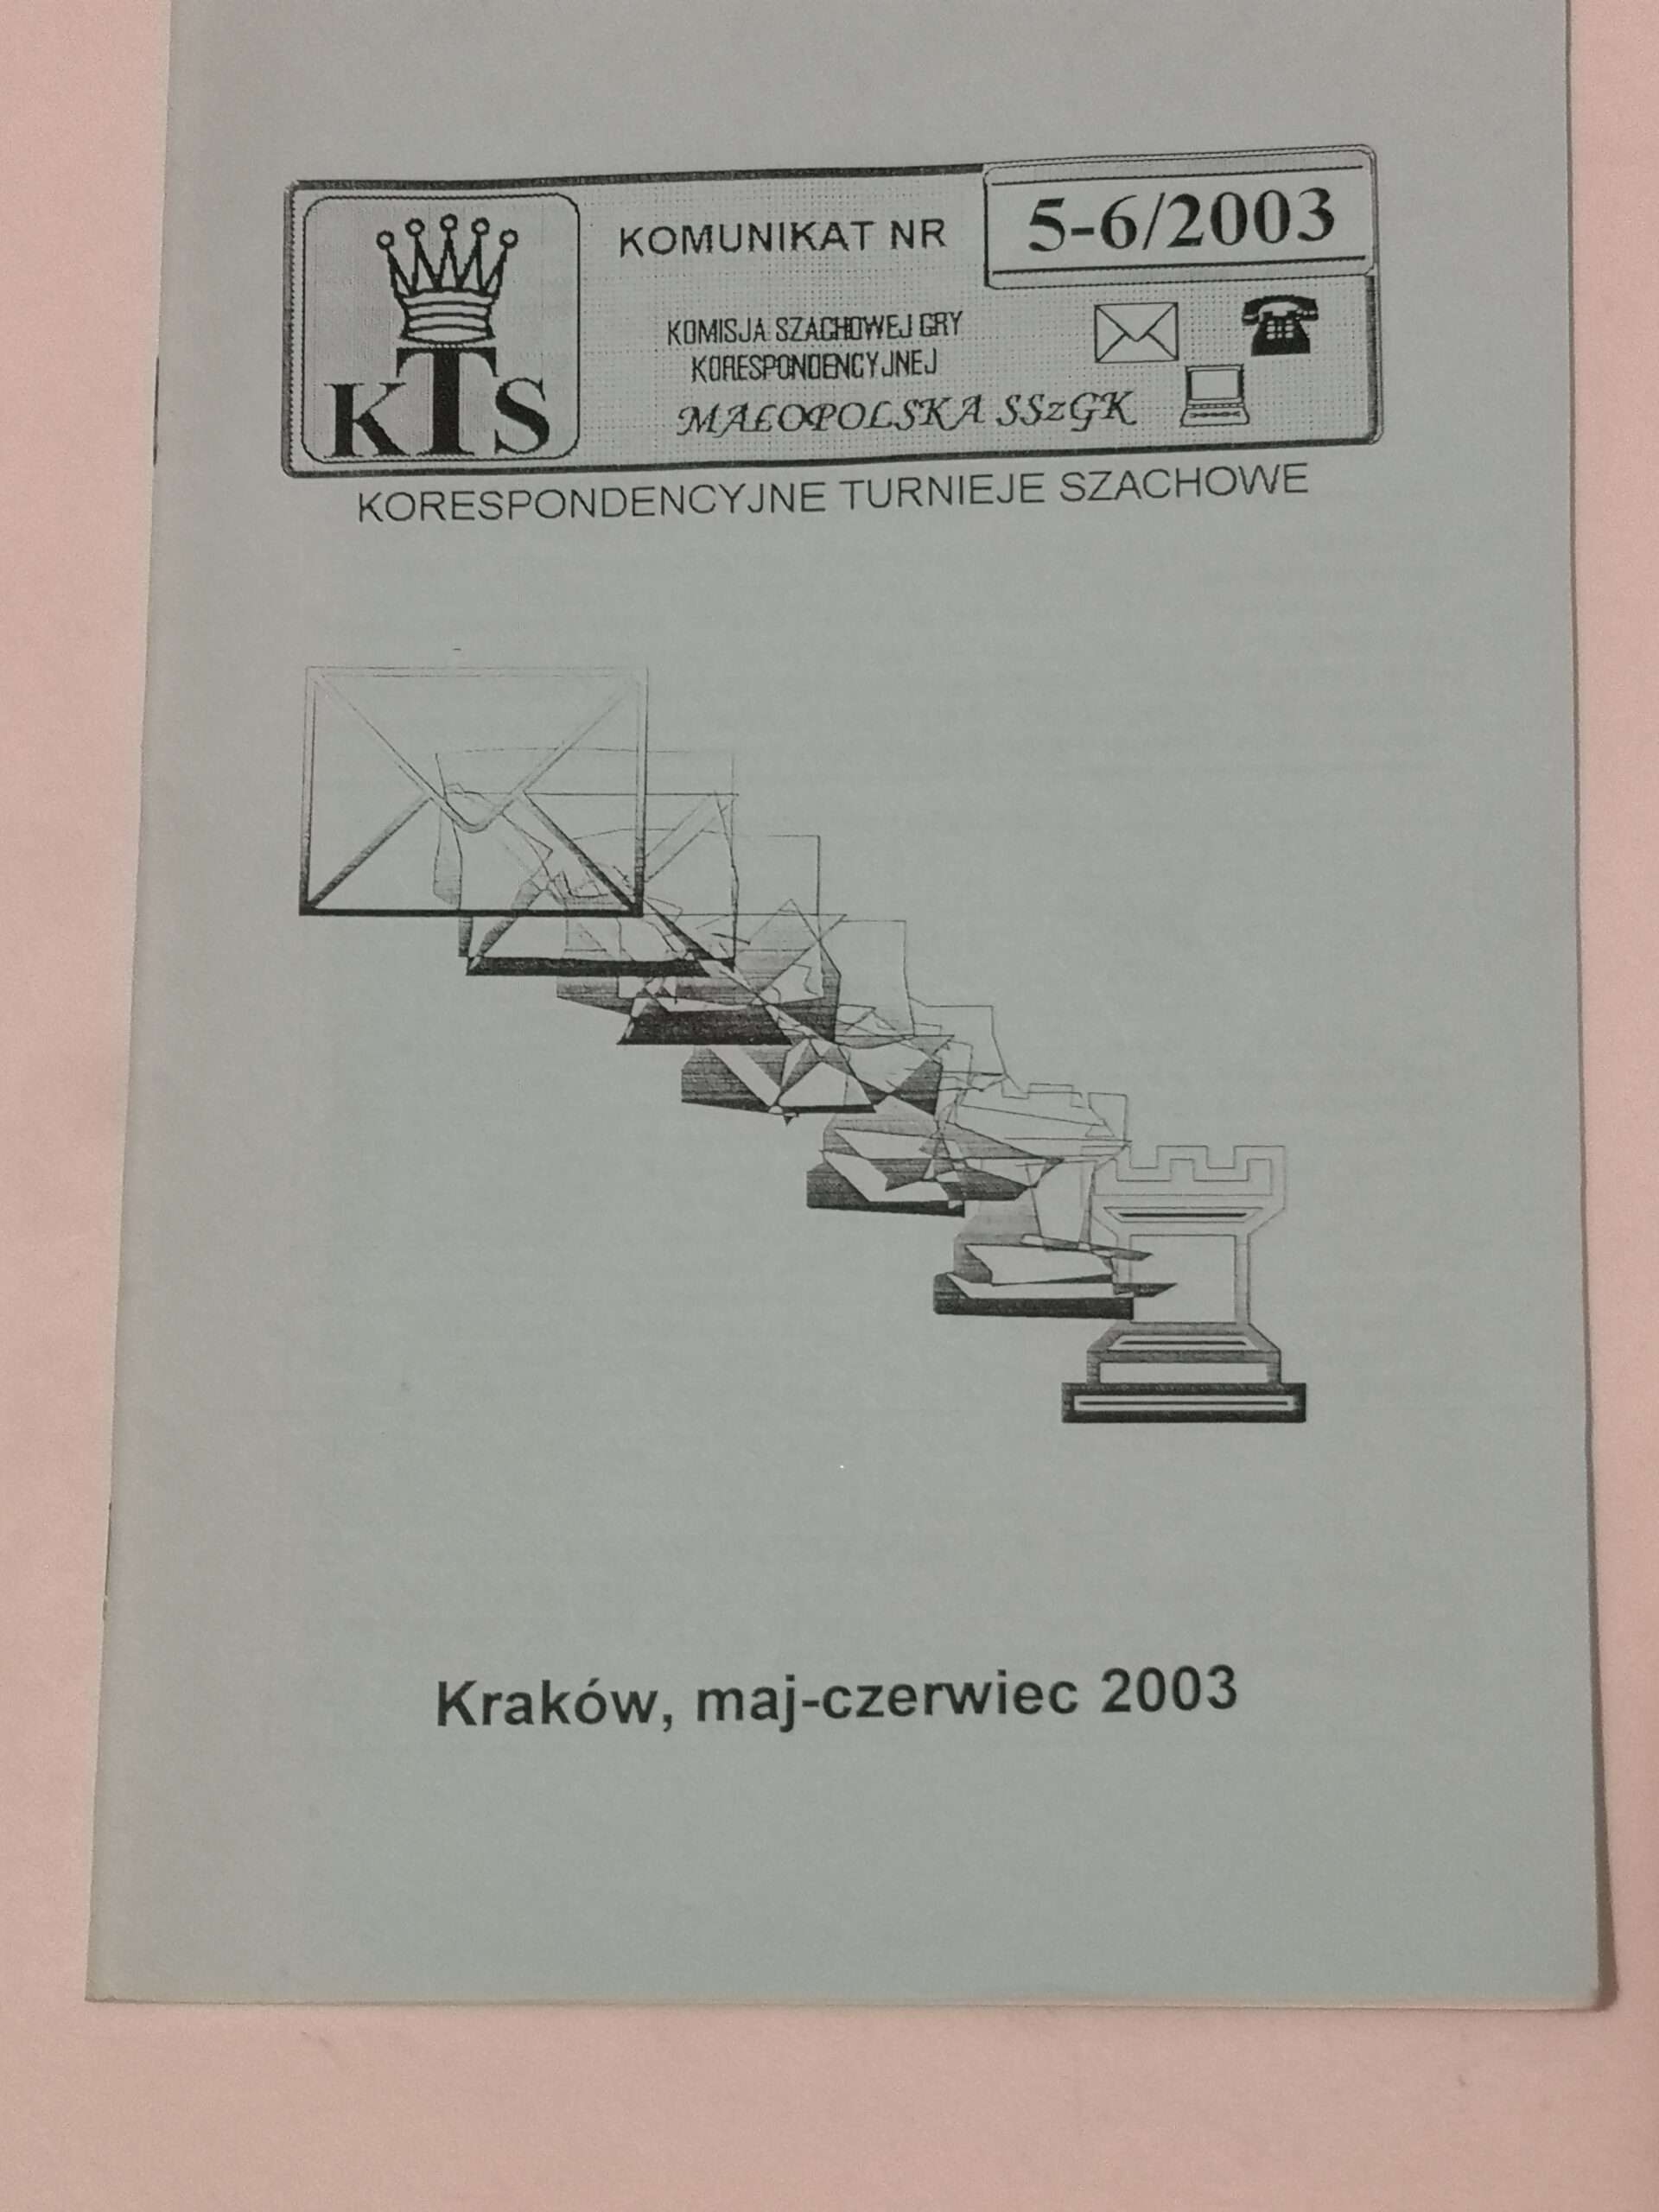 KTS
KOMUNIKAT NR
5-6/2003
KOMISJA SZACHOWEJ GRY
KORESPONDENCYJNEJ
MAŁOPOLSKA SSzGK
KORESPONDENCYJNE TURNIEJE SZACHOWE
Kraków, maj-czerwiec 2003